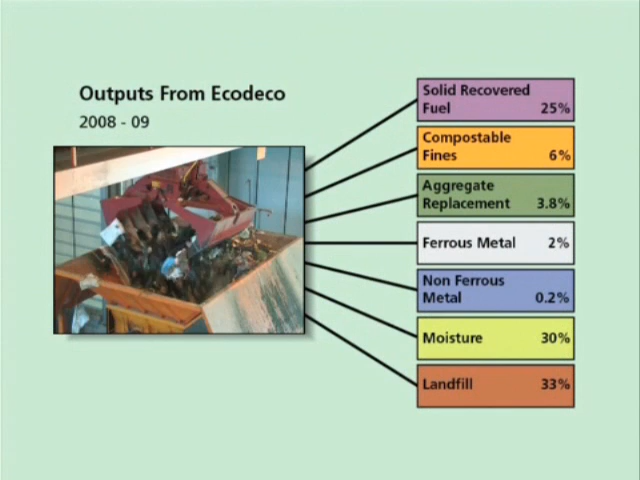 Outputs From Ecodeco
2008 - 09
Solid Recovered
Fuel 25%
Compostable
Fines 6%
Aggregate
Replacement 3.8%
Ferrous Metal 2%
Non Ferrous
Metal 0.2%
Moisture 30%
Landfill 33%